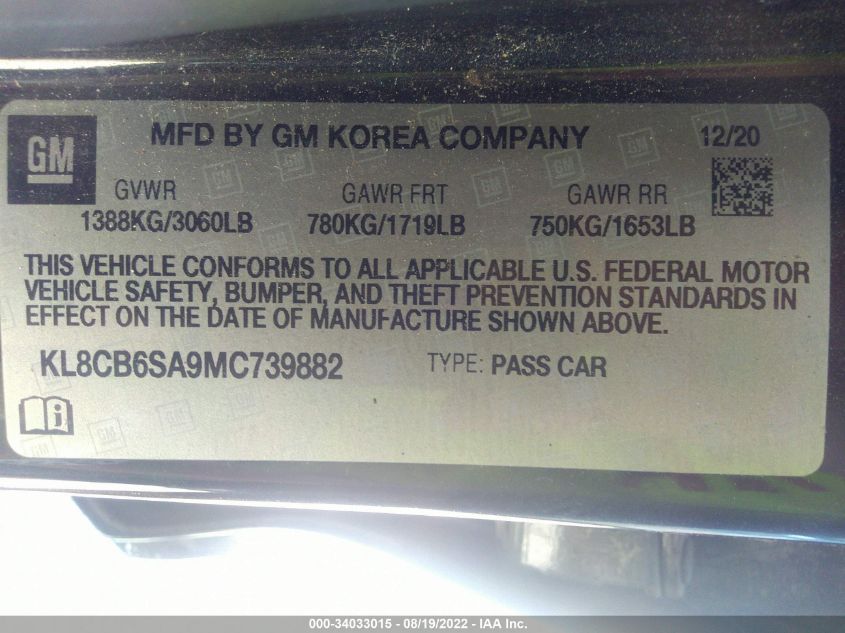 GM
MFD BY GM KOREA COMPANY 12/20
GVWR GAWR FRT GAWR RR
1388KG/3060LB 780KG/1719LB 750KG/1653LB
THIS VEHICLE CONFORMS TO ALL APPLICABLE U.S. FEDERAL MOTOR
VEHICLE SAFETY, BUMPER, AND THEFT PREVENTION STANDARDS IN
EFFECT ON THE DATE OF MANUFACTURE SHOWN ABOVE.
KL8CB6SA9MC739882 TYPE: PASS CAR
i
000-34033015 - 08/19/2022 - IAA Inc.